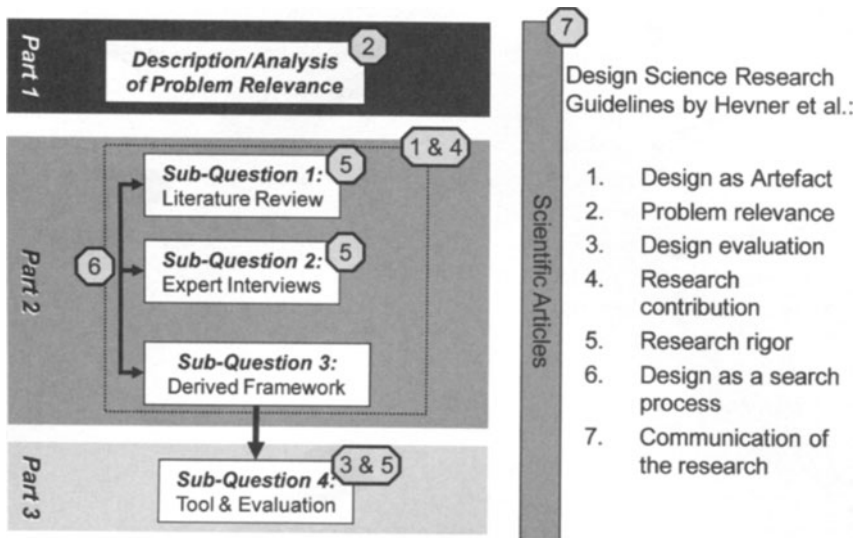 Part 1
Description/Analysis
of Problem Relevance
2
Part 2
1 & 4
Sub-Question 1:
Literature Review
5
Sub-Question 2:
Expert Interviews
5
6
Sub-Question 3:
Derived Framework
Part 3
Sub-Question 4:
Tool & Evaluation
3 & 5
7
Scientific Articles
Design Science Research
Guidelines by Hevner et al.:
1. Design as Artefact
2. Problem relevance
3. Design evaluation
4. Research
contribution
5. Research rigor
6. Design as a search
process
7. Communication of
the research